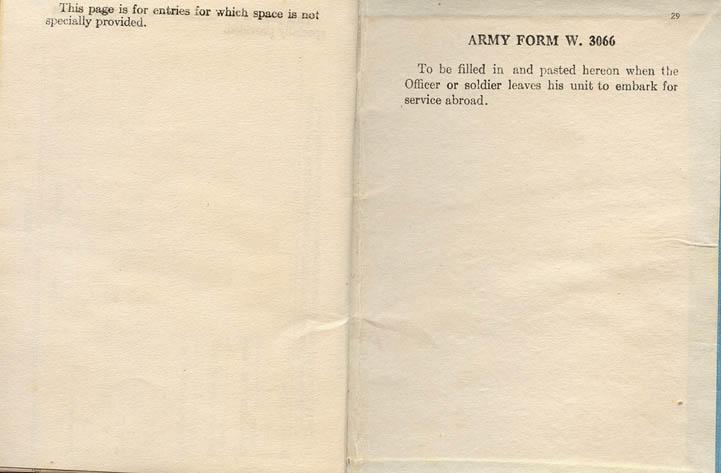 This page is for entries for which space is not
specially provided.
29
ARMY FORM W. 3066
To be filled in and pasted hereon when the
Officer or soldier leaves his unit to embark for
service abroad.